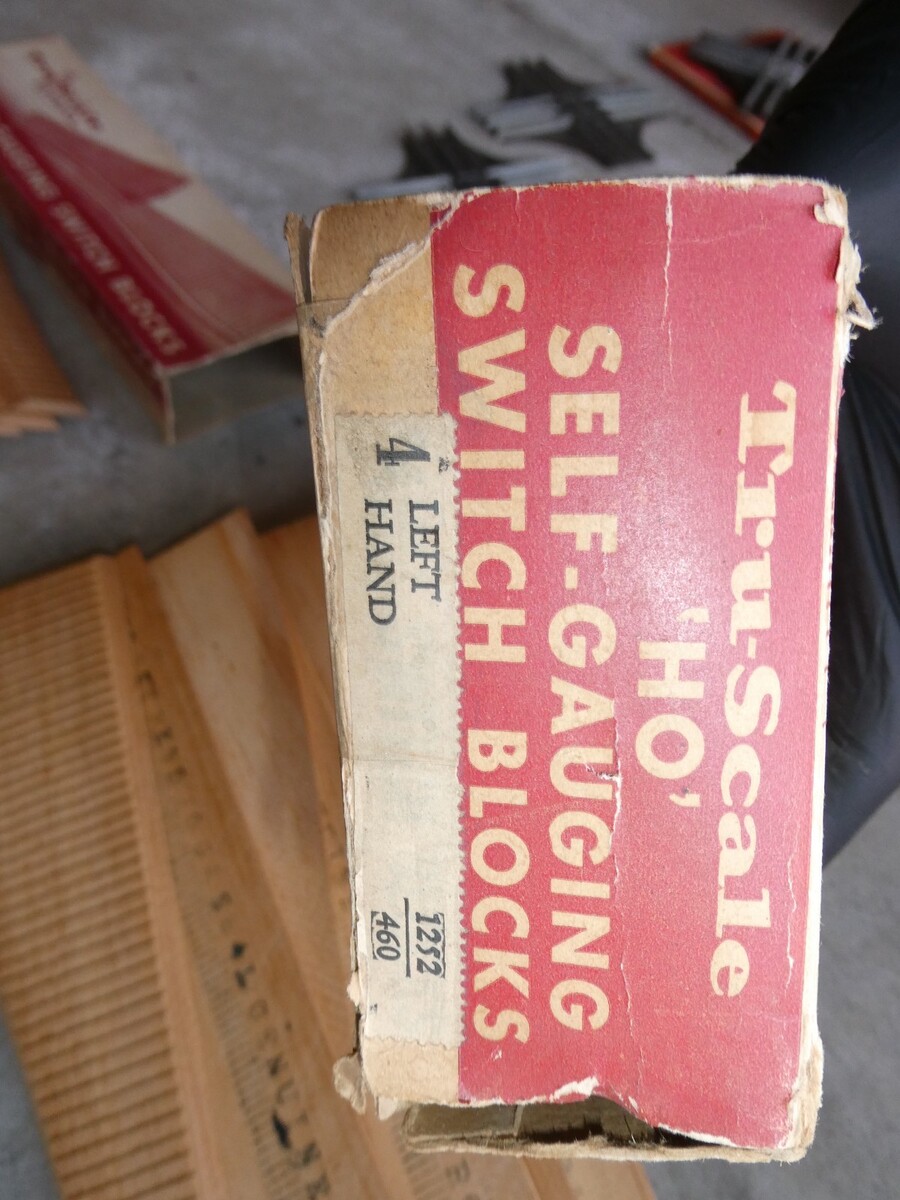 Tru-Scale
'HO'
SELF-GAUGING
SWITCH BLOCKS
4 LEFT
HAND
1252
460
SWITCH BLOCKS